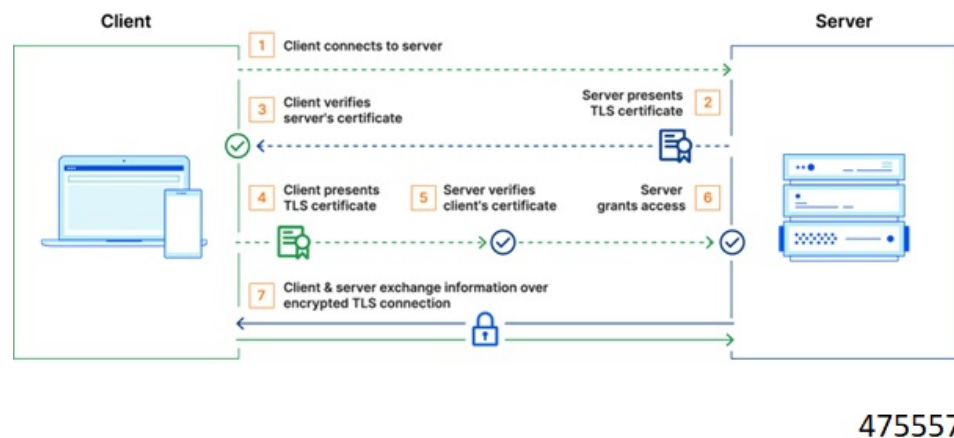 Client
Server
1
Client connects to server
Server presents
TLS certificate
2
3
Client verifies
server's certificate
4
Client presents
TLS certificate
5
Server verifies
client's certificate
Server
grants access
6
7
Client & server exchange information over
encrypted TLS connection
475557